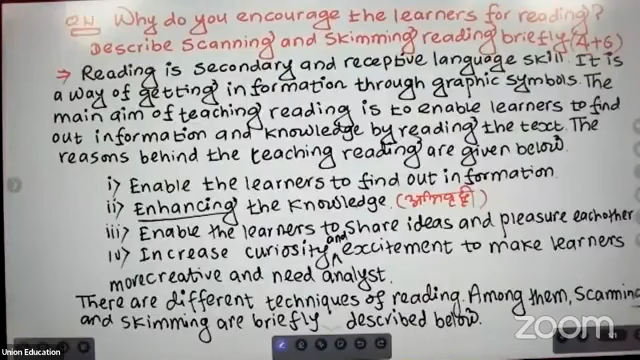 QN Why do you encourage the learners for reading?
Describe Scanning and Skimming reading briefly. (4+6)
⇒ Reading is secondary and receptive language skill. It is
a way of getting information through graphic symbols. The
main aim of teaching reading is to enable learners to find
out information and knowledge by reading the text. The
reasons behind the teaching reading are given below.
i) Enable the learners to find out information.
ii) Enhancing the knowledge. (अभिवृद्धि)
iii) Enable the learners to share ideas and pleasure eachother
iv) Increase curiosity and excitement to make learners
morecreative and need analyst.
There are different techniques of reading. Among them, Scanning
and skimming are briefly described below.
zoom
Union Education